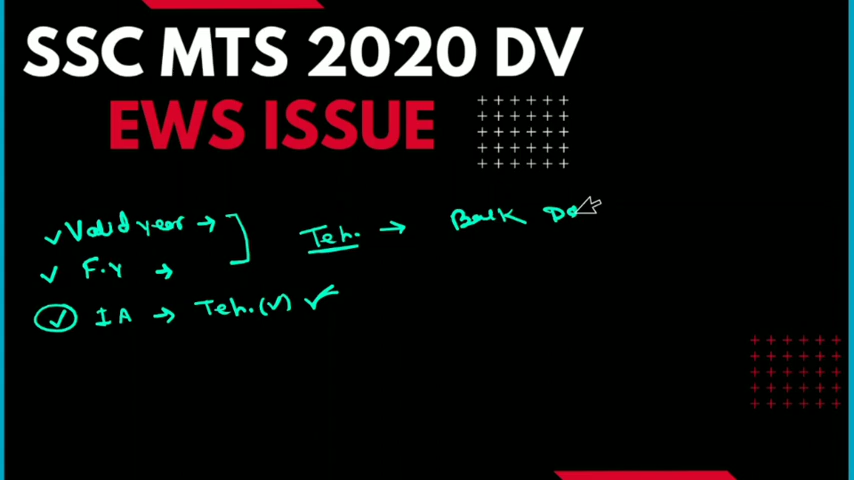 SSC MTS 2020 DV
EWS ISSUE
Valid year →
F.Y →
Teh. → Back
IA → Teh. (V)